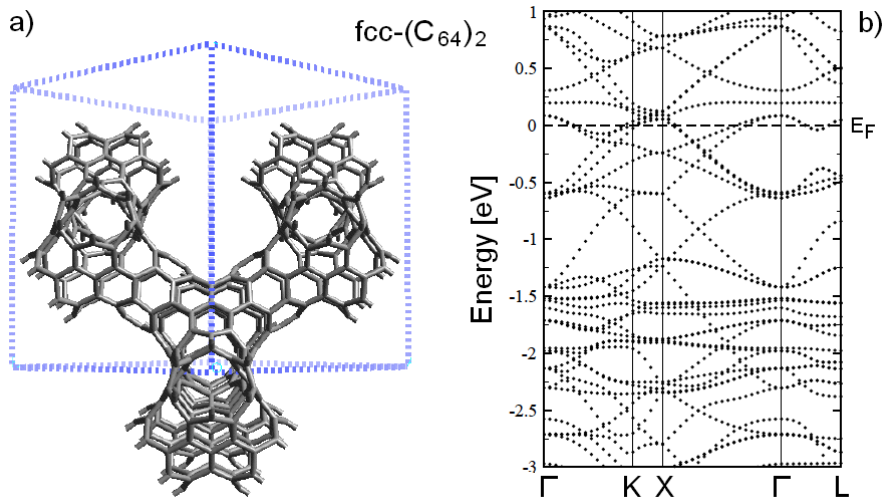 a)
fcc-(C64)2
b)
Energy [eV]
1
0.5
0
-0.5
-1
-1.5
-2
-2.5
-3
EF
Γ K X Γ L